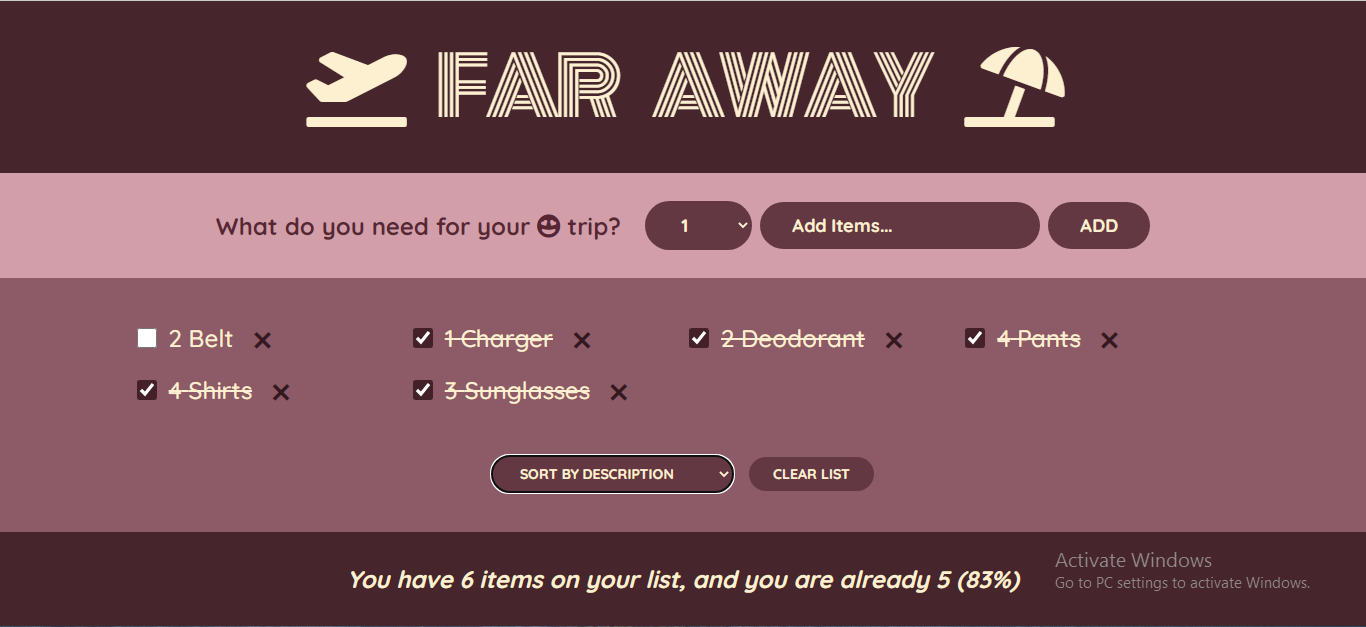 FAR AWAY
What do you need for your 😍 trip? 1 Add Items... ADD
2 Belt ✕ 1 Charger ✕ 2 Deodorant ✕ 4 Pants ✕
4 Shirts ✕ 3 Sunglasses ✕
SORT BY DESCRIPTION CLEAR LIST
You have 6 items on your list, and you are already 5 (83%)
Activate Windows
Go to PC settings to activate Windows.